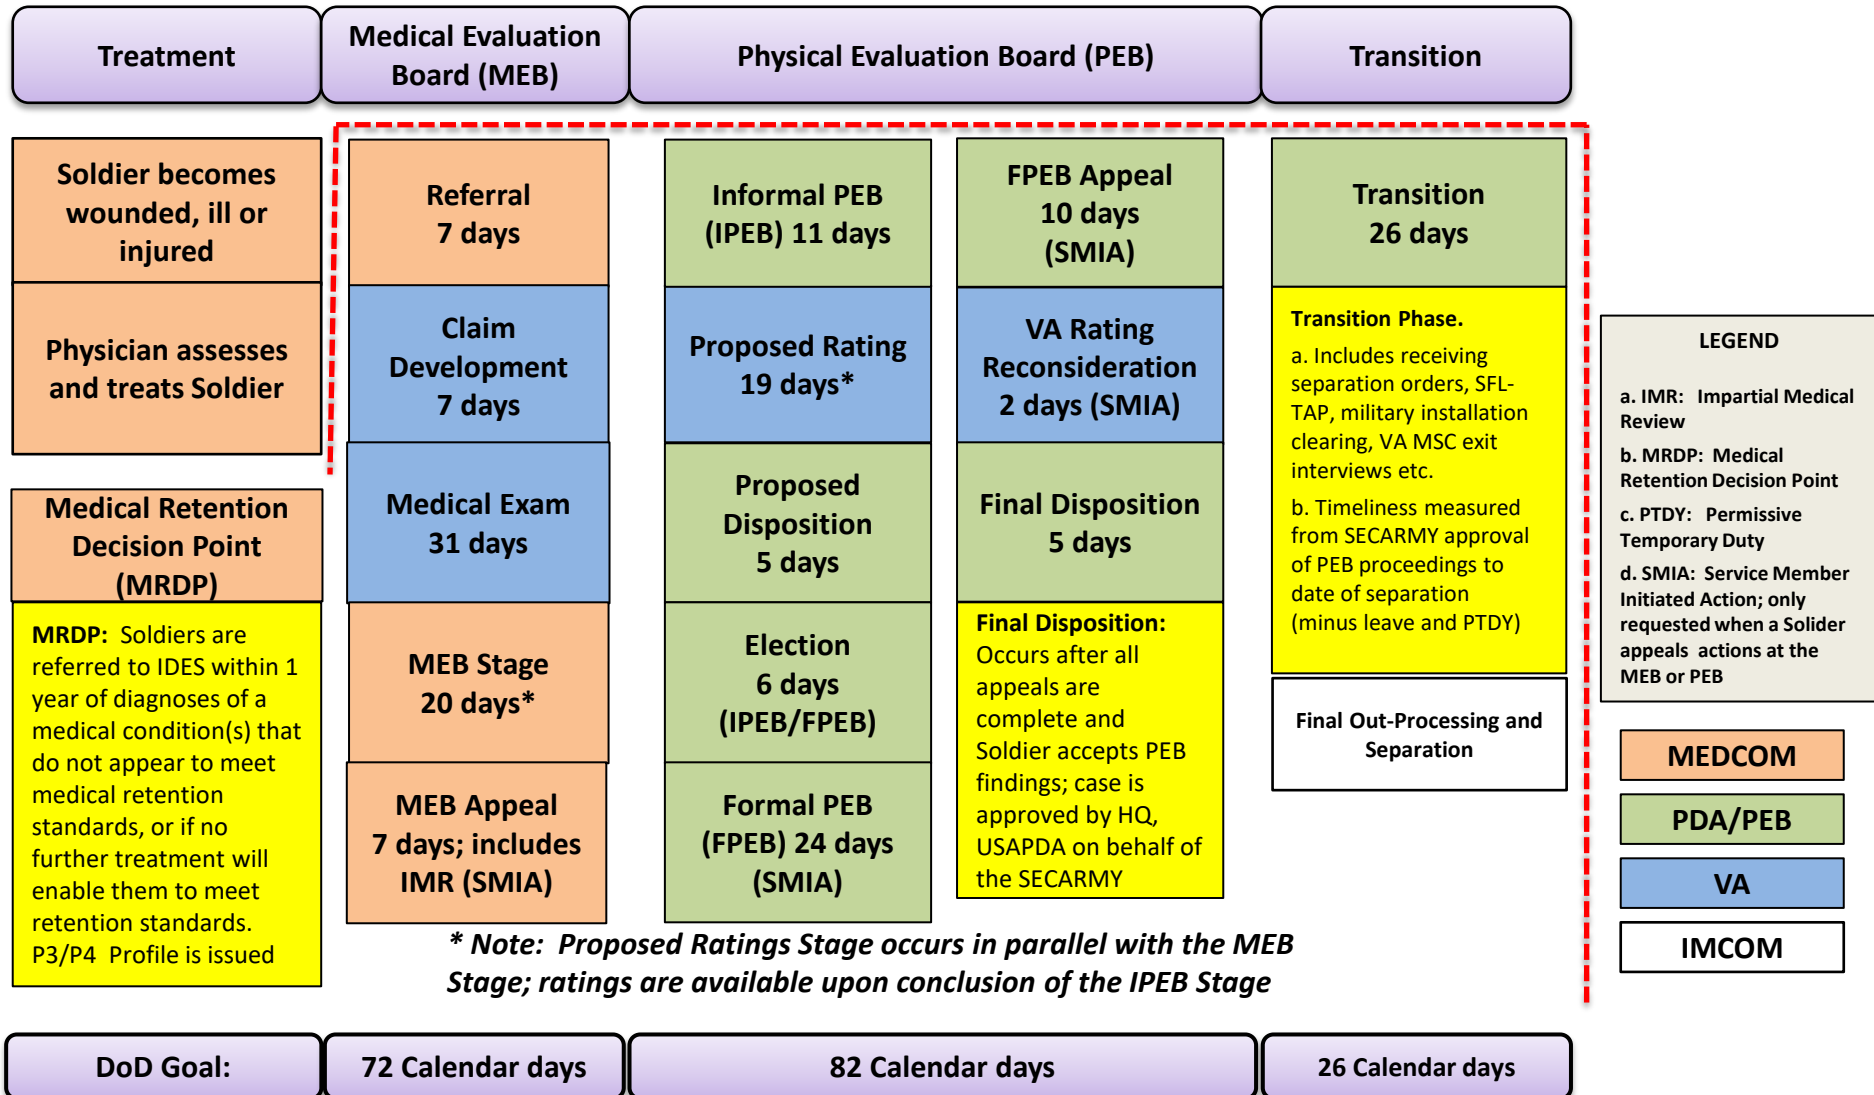 Treatment
Medical Evaluation
Board (MEB)
Physical Evaluation Board (PEB)
Transition
Soldier becomes
wounded, ill or
injured
Physician assesses
and treats Soldier
Medical Retention
Decision Point
(MRDP)
MRDP: Soldiers are
referred to IDES within 1
year of diagnoses of a
medical condition(s) that
do not appear to meet
medical retention
standards, or if no
further treatment will
enable them to meet
retention standards.
P3/P4 Profile is issued
Referral
7 days
Claim
Development
7 days
Medical Exam
31 days
MEB Stage
20 days*
MEB Appeal
7 days; includes
IMR (SMIA)
Informal PEB
(IPEB) 11 days
Proposed Rating
19 days*
Proposed
Disposition
5 days
Election
6 days
(IPEB/FPEB)
Formal PEB
(FPEB) 24 days
(SMIA)
FPEB Appeal
10 days
(SMIA)
VA Rating
Reconsideration
2 days (SMIA)
Final Disposition
5 days
Final Disposition:
Occurs after all
appeals are
complete and
Soldier accepts PEB
findings; case is
approved by HQ,
USAPDA on behalf of
the SECARMY
Transition
26 days
Transition Phase.
a. Includes receiving
separation orders, SFL-
TAP, military installation
clearing, VA MSC exit
interviews etc.
b. Timeliness measured
from SECARMY approval
of PEB proceedings to
date of separation
(minus leave and PTDY)
Final Out-Processing and
Separation
LEGEND
a. IMR: Impartial Medical
Review
b. MRDP: Medical
Retention Decision Point
c. PTDY: Permissive
Temporary Duty
d. SMIA: Service Member
Initiated Action; only
requested when a Solider
appeals actions at the
MEB or PEB
MEDCOM
PDA/PEB
VA
IMCOM
* Note: Proposed Ratings Stage occurs in parallel with the MEB
Stage; ratings are available upon conclusion of the IPEB Stage
DoD Goal:
72 Calendar days
82 Calendar days
26 Calendar days